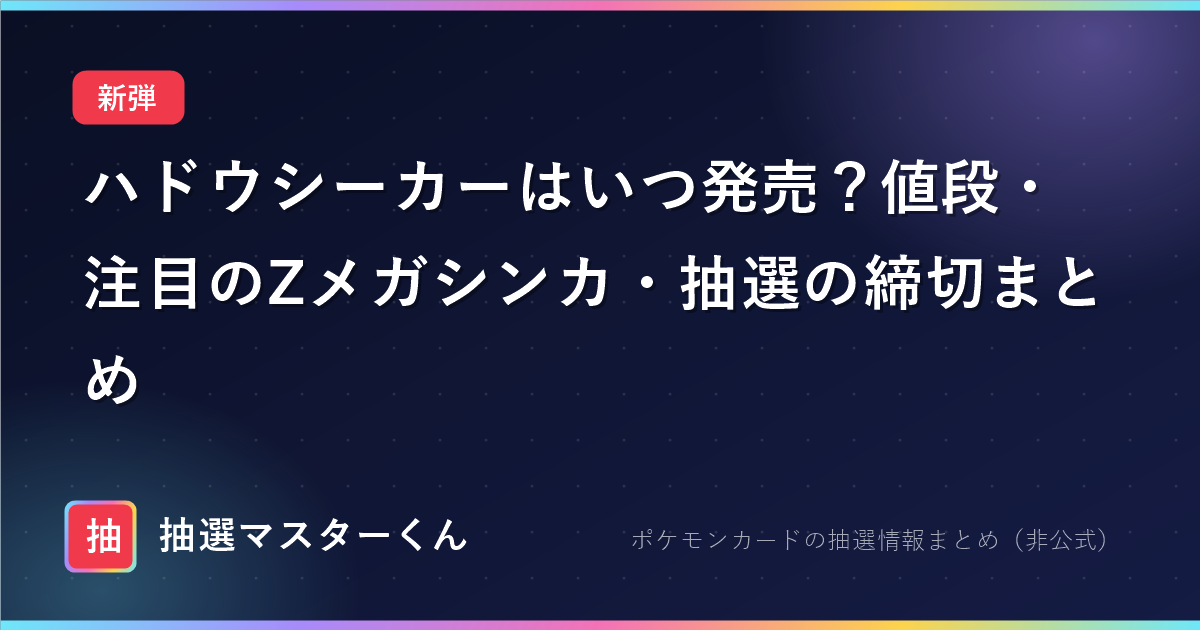 新弾
ハドウシーカーはいつ発売？値段・
注目のZメガシンカ・抽選の締切まと
め
抽 抽選マスターくん
ポケモンカードの抽選情報まとめ（非公式）